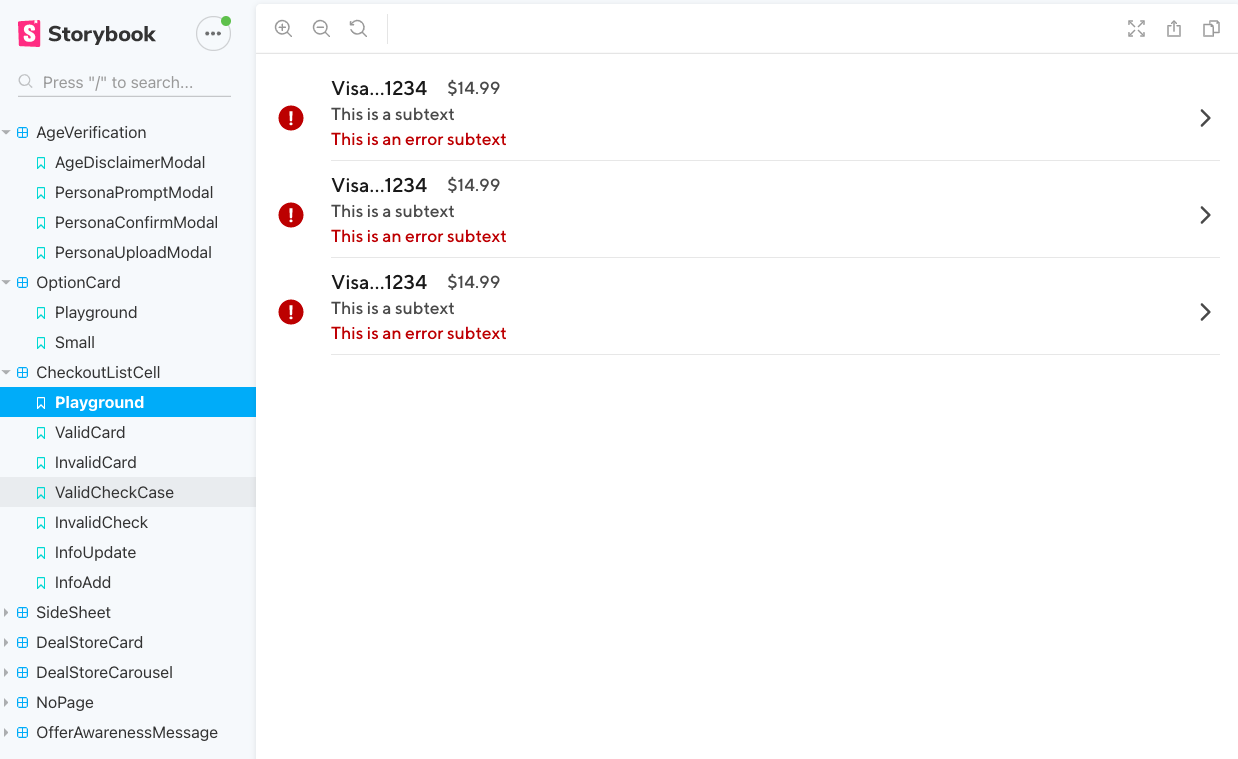 Storybook
Press "/" to search...
AgeVerification
AgeDisclaimerModal
PersonaPromptModal
PersonaConfirmModal
PersonaUploadModal
OptionCard
Playground
Small
CheckoutListCell
Playground
ValidCard
InvalidCard
ValidCheckCase
InvalidCheck
InfoUpdate
InfoAdd
SideSheet
DealStoreCard
DealStoreCarousel
NoPage
OfferAwarenessMessage
Visa...1234 $14.99
This is a subtext
This is an error subtext
Visa...1234 $14.99
This is a subtext
This is an error subtext
Visa...1234 $14.99
This is a subtext
This is an error subtext